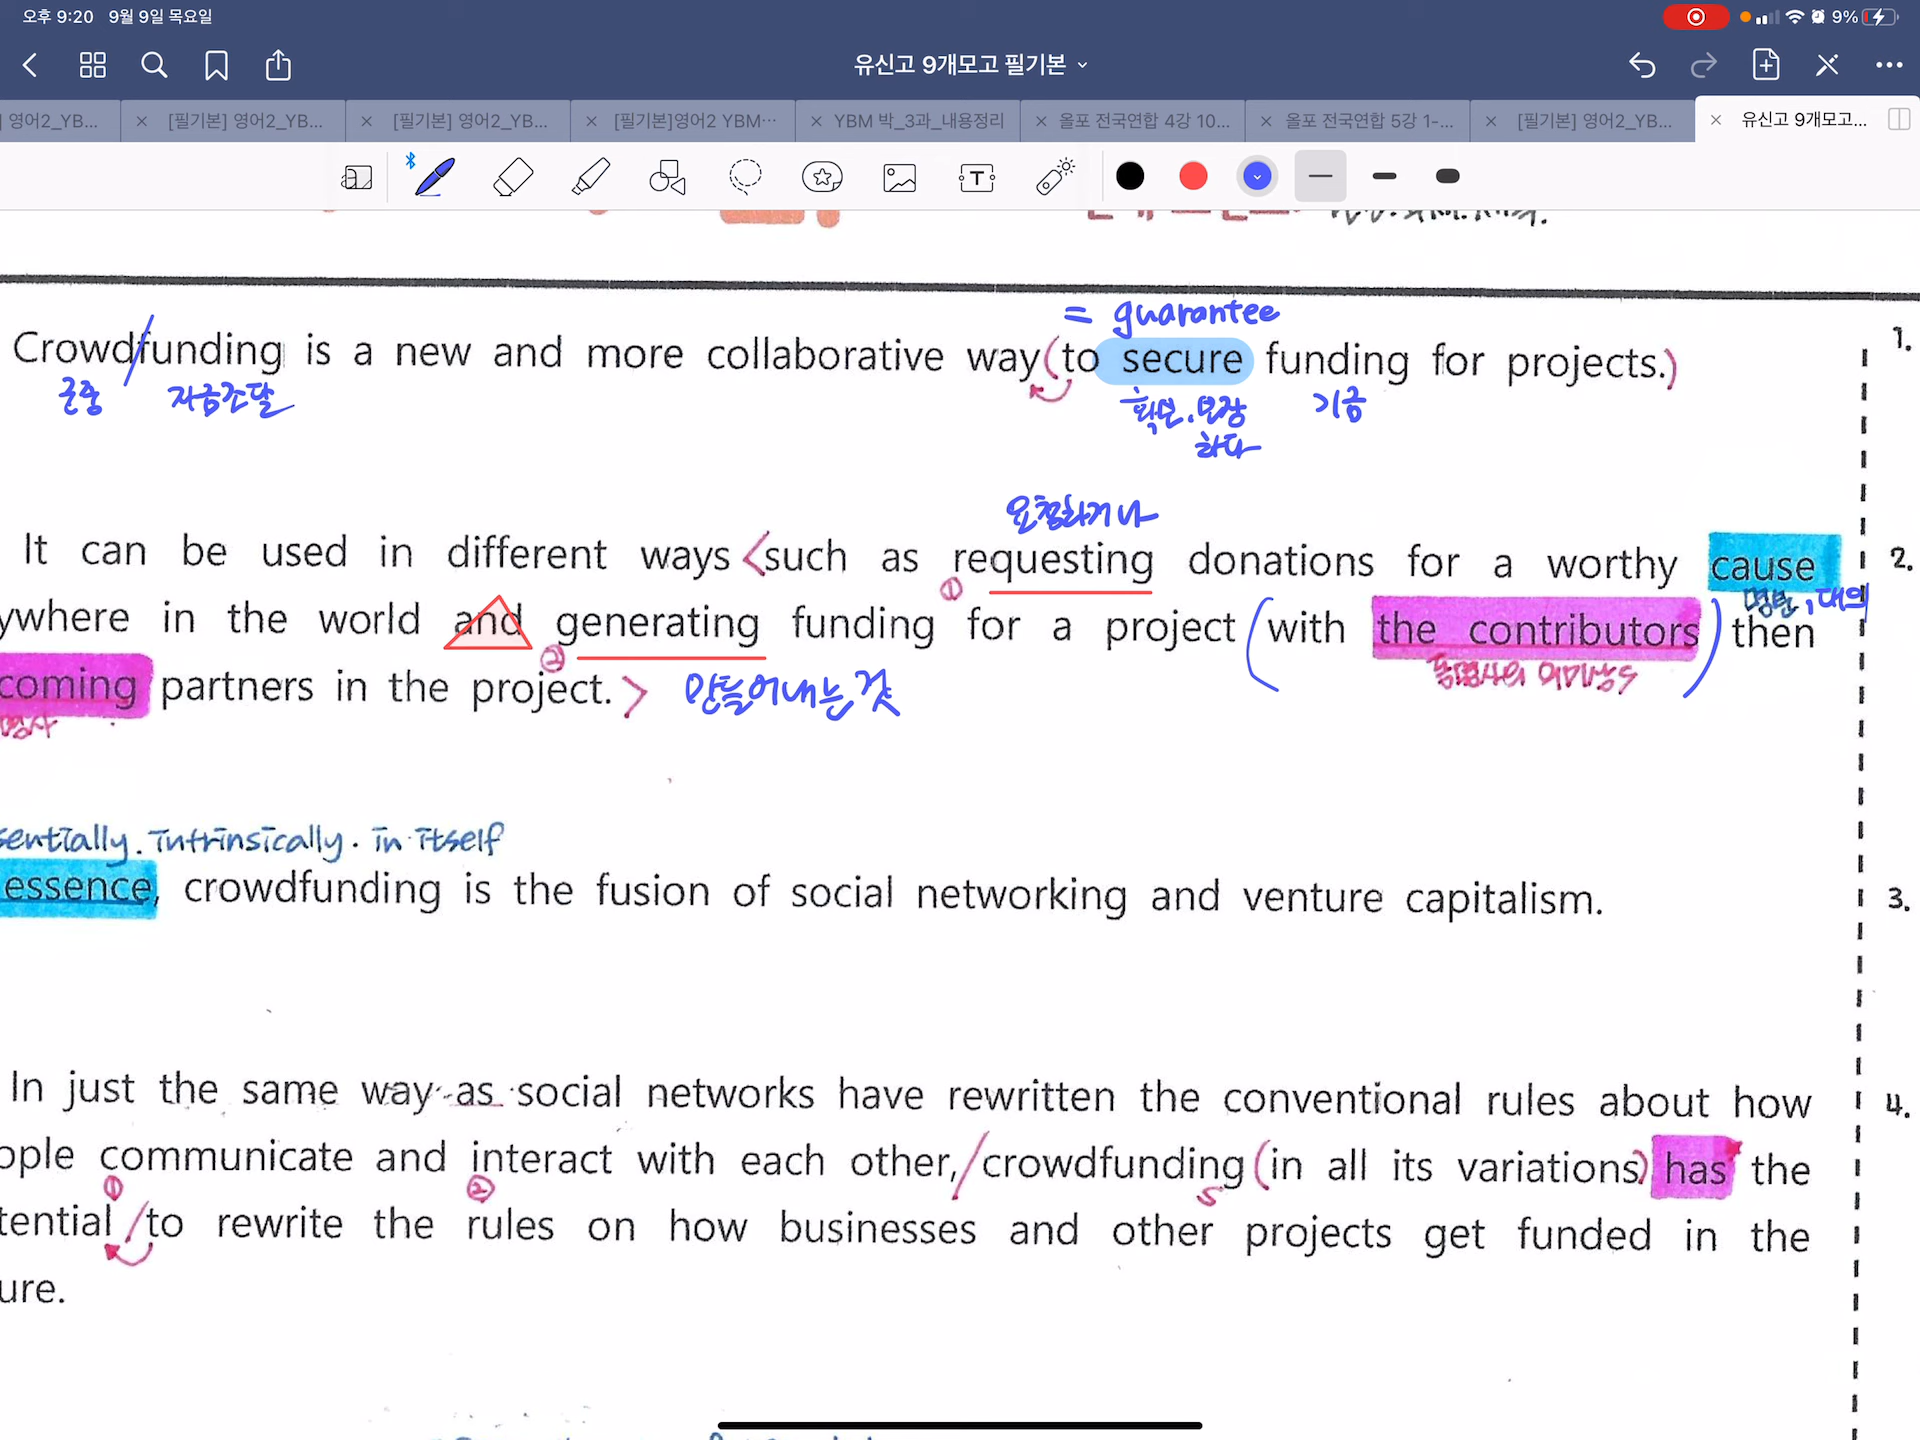 오후 9:20 9월 9일 목요일
9%
유신고 9개모고 필기본
영어2_YB...
[필기본] 영어2_YB...
[필기본] 영어2_YB...
[필기본]영어2 YBM…
YBM 박_3과_내용정리
올포 전국연합 4강 10...
올포 전국연합 5강 1-...
[필기본] 영어2_YB...
유신고 9개모고...
= guarantee
Crowdfunding is a new and more collaborative way (to secure funding for projects.)
1.
군중 자금조달 확보.보장 기금
하다
요청하거나
It can be used in different ways <such as requesting donations for a worthy cause
2.
① 명분, 대의
ywhere in the world and generating funding for a project (with the contributors) then
② 동명사의 의미상 S
coming partners in the project.> 만들어내는 것
명사
sentially. intrinsically. in itself
essence, crowdfunding is the fusion of social networking and venture capitalism.
3.
In just the same way as social networks have rewritten the conventional rules about how
4.
ople communicate and interact with each other, / crowdfunding (in all its variations) has the
① ② S
tential / to rewrite the rules on how businesses and other projects get funded in the
ure.